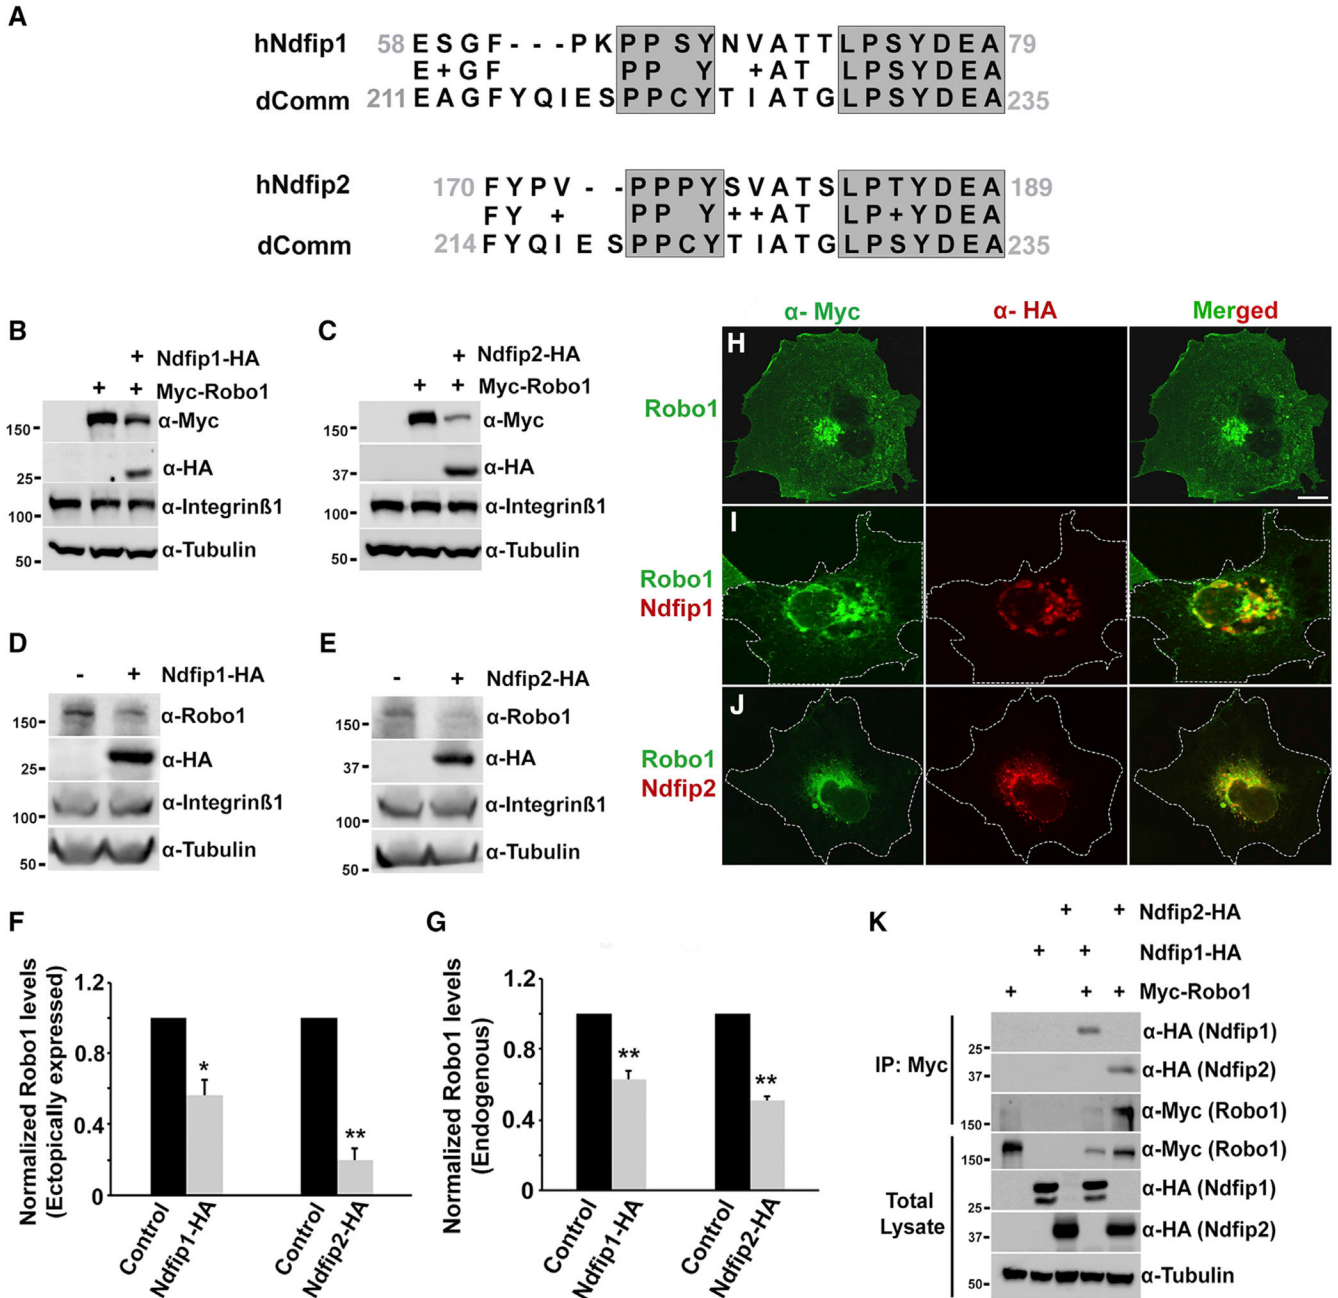 A
hNdfip1 58 E S G F - - - P K P P S Y N V A T T L P S Y D E A 79
E + G F P P Y + A T L P S Y D E A
dComm 211 E A G F Y Q I E S P P C Y T I A T G L P S Y D E A 235
hNdfip2 170 F Y P V - - P P P Y S V A T S L P T Y D E A 189
F Y + P P Y + + A T L P + Y D E A
dComm 214 F Y Q I E S P P C Y T I A T G L P S Y D E A 235
B
+ Ndfip1-HA
+ + Myc-Robo1
150 α-Myc
25 α-HA
100 α-Integrinß1
50 α-Tubulin
C
+ Ndfip2-HA
+ + Myc-Robo1
150 α-Myc
37 α-HA
100 α-Integrinß1
50 α-Tubulin
D
- + Ndfip1-HA
150 α-Robo1
25 α-HA
100 α-Integrinß1
50 α-Tubulin
E
- + Ndfip2-HA
150 α-Robo1
37 α-HA
100 α-Integrinß1
50 α-Tubulin
F
Normalized Robo1 levels
(Ectopically expressed)
1.2
0.8
0.4
0
*
**
Control
Ndfip1-HA
Control
Ndfip2-HA
G
Normalized Robo1 levels
(Endogenous)
1.2
0.8
0.4
0
**
**
Control
Ndfip1-HA
Control
Ndfip2-HA
α- Myc α- HA Merged
H
Robo1
I
Robo1
Ndfip1
J
Robo1
Ndfip2
K
+ + Ndfip2-HA
+ + Ndfip1-HA
+ + + Myc-Robo1
IP: Myc
25 α-HA (Ndfip1)
37 α-HA (Ndfip2)
150 α-Myc (Robo1)
Total
Lysate
150 α-Myc (Robo1)
25 α-HA (Ndfip1)
37 α-HA (Ndfip2)
50 α-Tubulin